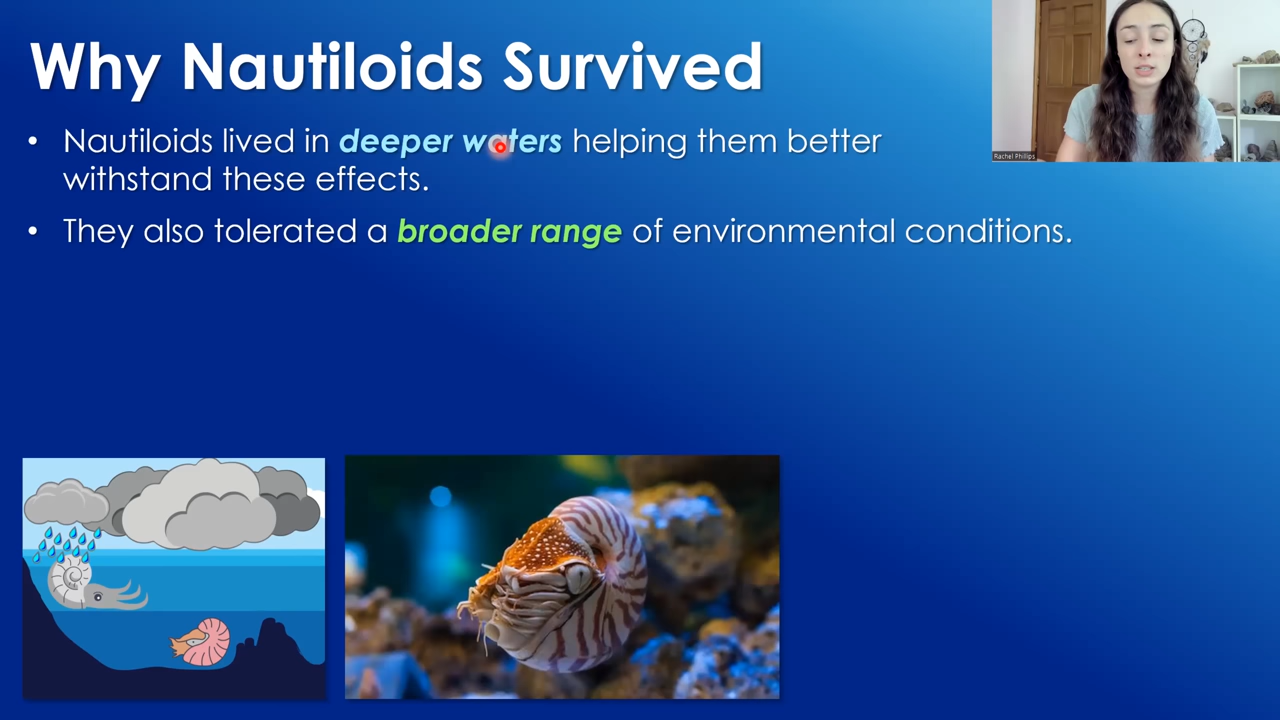 Why Nautiloids Survived
• Nautiloids lived in deeper waters helping them better
withstand these effects.
• They also tolerated a broader range of environmental conditions.
Rachel Phillips